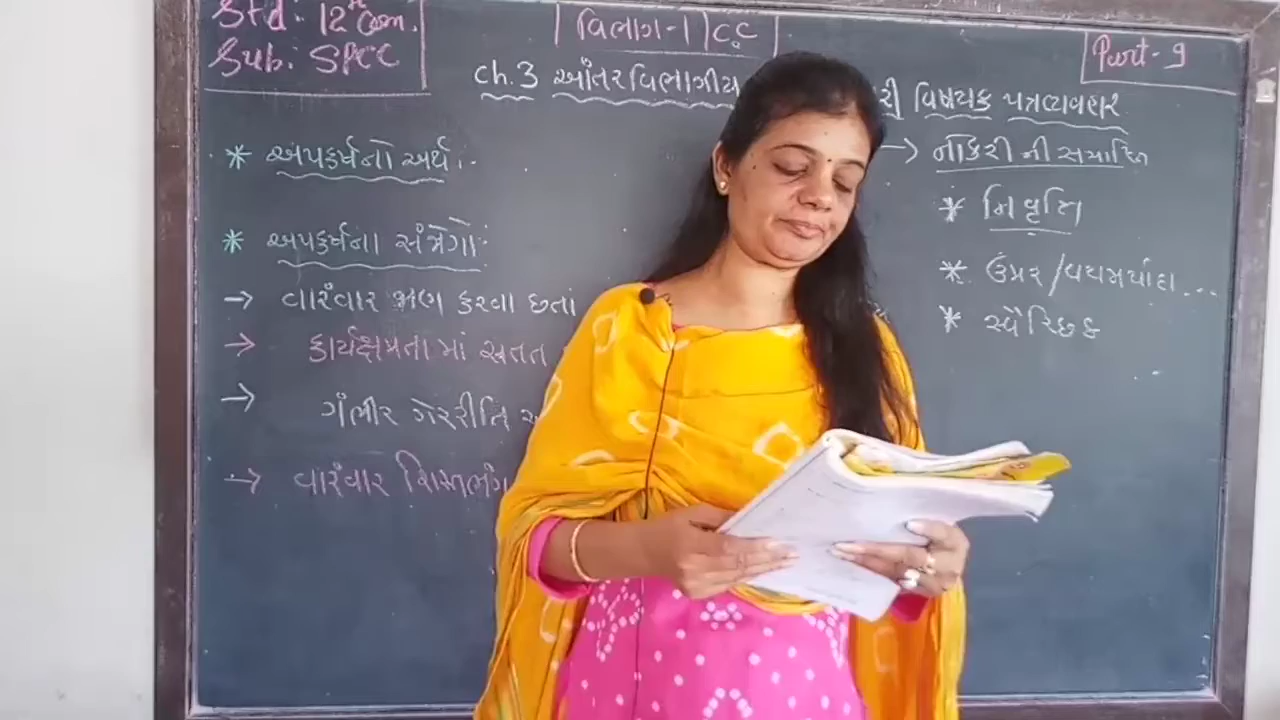 Std: 12th Com.
Sub: SPCC
વિભાગ-1 CC
Part-9
Ch.3 આંતરવિભાગીય
રી વિષયક પત્રવ્યવહાર
* અપકર્ષનો અર્થ:-
* અપકર્ષના સંજોગો:-
→ વારંવાર જાણ કરવા છતાં
→ કાર્યક્ષમતા માં સતત
→ ગંભીર ગેરરીતિ
→ વારંવાર શિસ્તભંગ
→ નોકરી ની સમાપ્તિ
* નિવૃત્તિ
* ઉંમર/વયમર્યાદા...
* સ્વૈચ્છિક